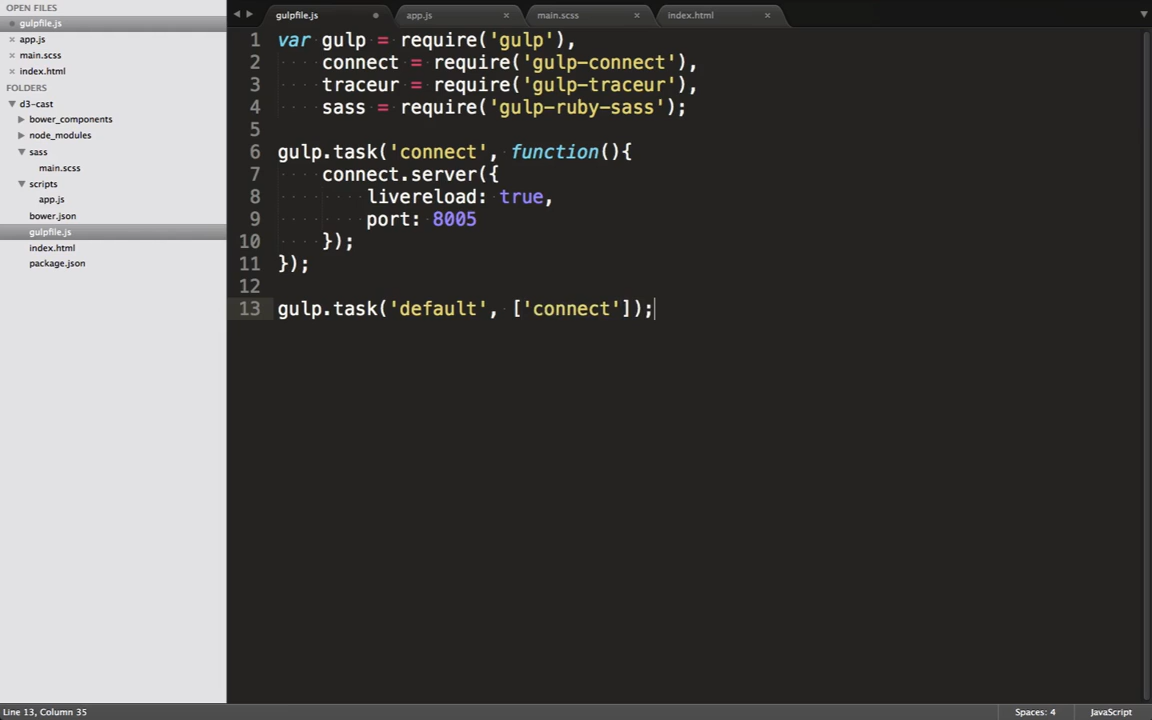 OPEN FILES
gulpfile.js
app.js
main.scss
index.html
FOLDERS
d3-cast
bower_components
node_modules
sass
main.scss
scripts
app.js
bower.json
gulpfile.js
index.html
package.json
gulpfile.js app.js main.scss index.html
1 var gulp = require('gulp'),
2 connect = require('gulp-connect'),
3 traceur = require('gulp-traceur'),
4 sass = require('gulp-ruby-sass');
5
6 gulp.task('connect', function(){
7 connect.server({
8 livereload: true,
9 port: 8005
10 });
11 });
12
13 gulp.task('default', ['connect']);
Line 13, Column 35 Spaces: 4 JavaScript